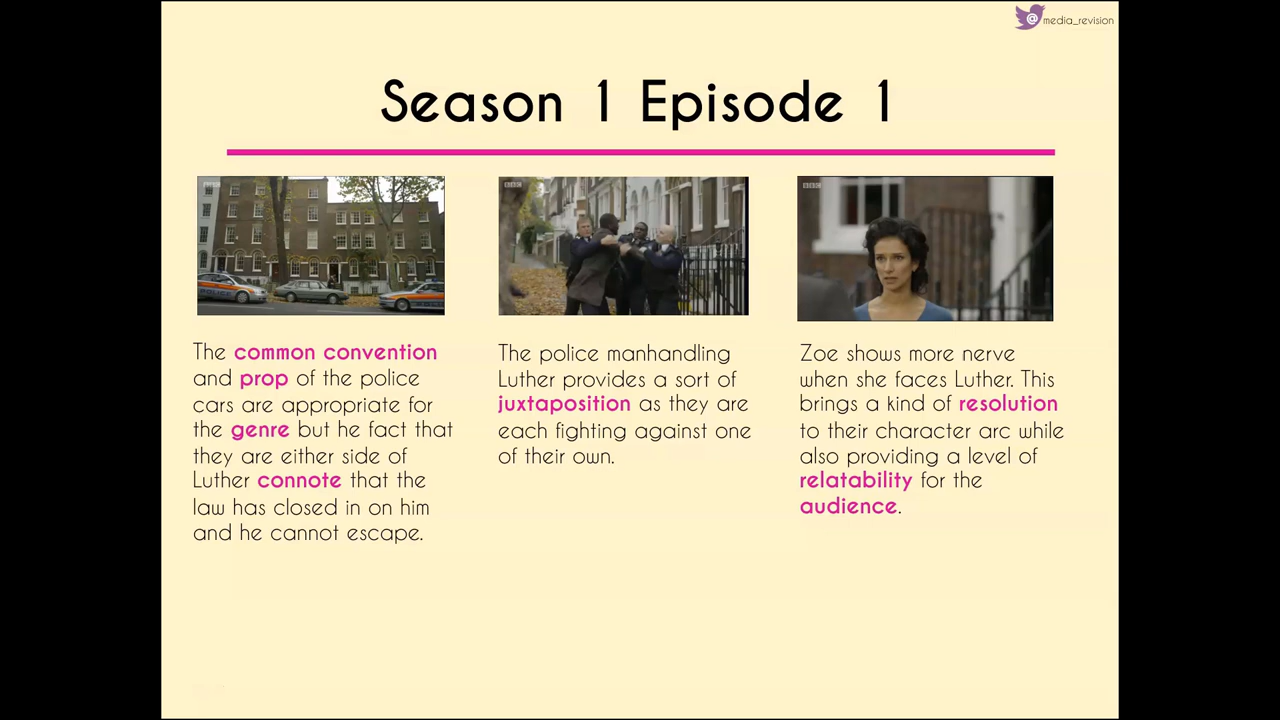 @media_revision
Season 1 Episode 1
BBC
BBC
BBC
The common convention
and prop of the police
cars are appropriate for
the genre but he fact that
they are either side of
Luther connote that the
law has closed in on him
and he cannot escape.
The police manhandling
Luther provides a sort of
juxtaposition as they are
each fighting against one
of their own.
Zoe shows more nerve
when she faces Luther. This
brings a kind of resolution
to their character arc while
also providing a level of
relatability for the
audience.